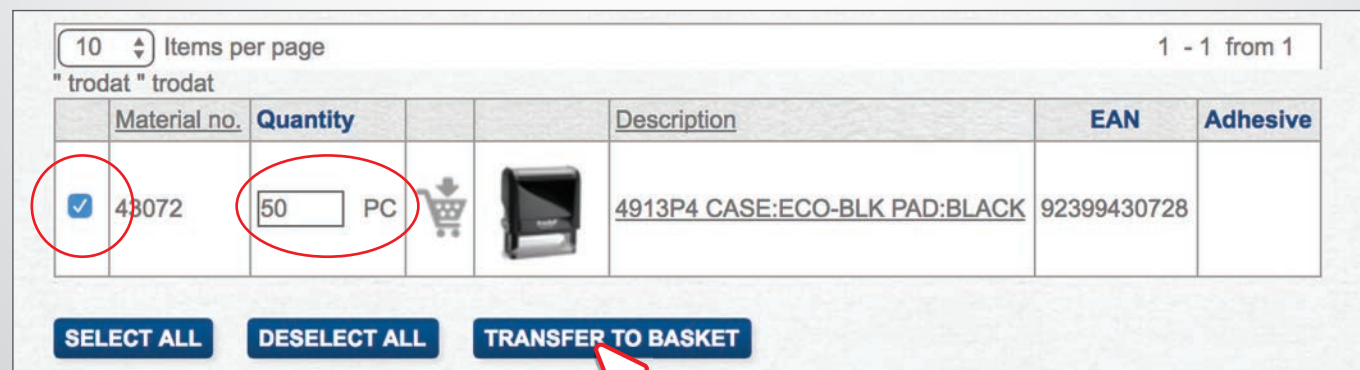 10 Items per page 1 - 1 from 1
" trodat " trodat
Material no. Quantity Description EAN Adhesive
43072 50 PC 4913P4 CASE:ECO-BLK PAD:BLACK 92399430728
trodat
SELECT ALL DESELECT ALL TRANSFER TO BASKET